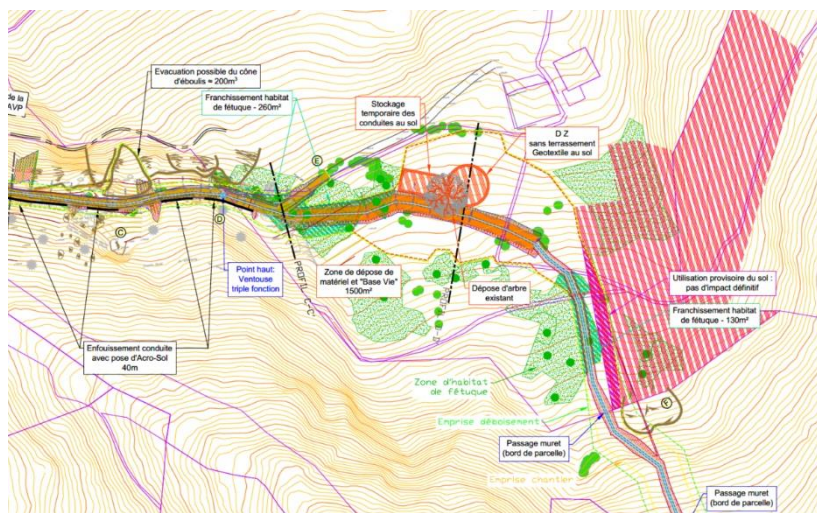 Evacuation possible du cône
d'éboulis ≈ 200m³
de la
AVP
Franchissement habitat
de fétuque - 260m²
Stockage
temporaire des
conduites au sol
D Z
sans terrassement
Geotextile au sol
E
C
D
Point haut:
Ventouse
triple fonction
PROFIL C-C'
Zone de dépose de
matériel et "Base Vie"
1500m²
Dépose d'arbre
existant
Utilisation provisoire du sol :
pas d'impact définitif
Franchissement habitat
de fétuque - 130m²
Enfouissement conduite
avec pose d'Acro-Sol
40m
Zone d'habitat
de fétuque
F
Emprise déboisement
Passage muret
(bord de parcelle)
Emprise chantier
Passage muret
(bord de parcelle)